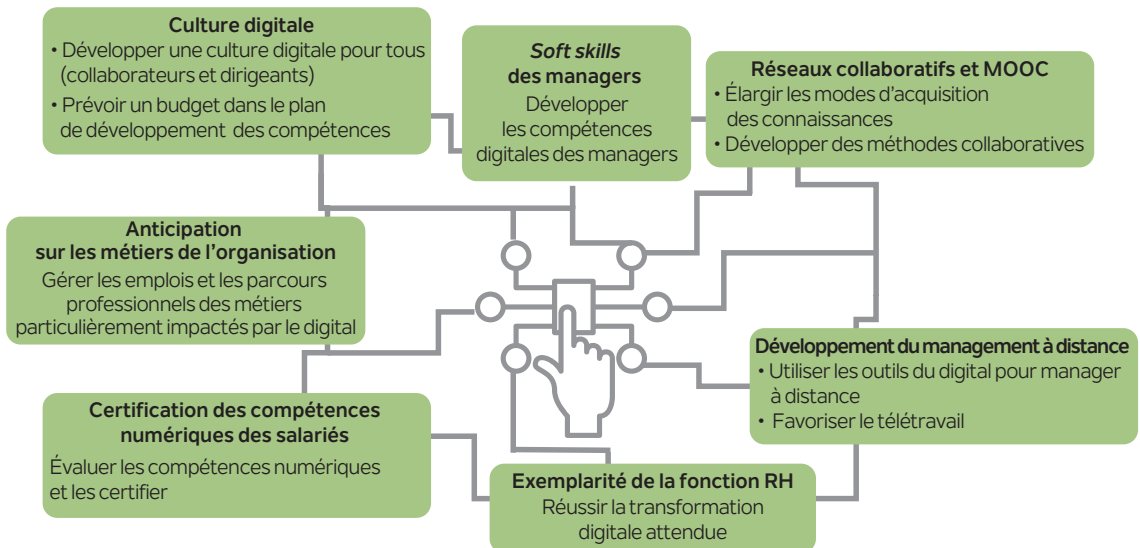 Culture digitale
• Développer une culture digitale pour tous
(collaborateurs et dirigeants)
• Prévoir un budget dans le plan
de développement des compétences
Soft skills
des managers
Développer
les compétences
digitales des managers
Réseaux collaboratifs et MOOC
• Élargir les modes d'acquisition
des connaissances
• Développer des méthodes collaboratives
Anticipation
sur les métiers de l'organisation
Gérer les emplois et les parcours
professionnels des métiers
particulièrement impactés par le digital
Développement du management à distance
• Utiliser les outils du digital pour manager
à distance
• Favoriser le télétravail
Certification des compétences
numériques des salariés
Évaluer les compétences numériques
et les certifier
Exemplarité de la fonction RH
Réussir la transformation
digitale attendue